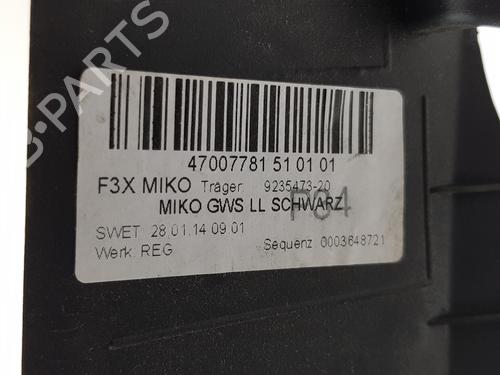 B-PARTS
47007781 51 01 01
F3X MIKO Träger: 9235473-20
MIKO GWS LL SCHWARZ
P84
SWET 28.01.14 09:01
Werk: REG Sequenz 0003648721